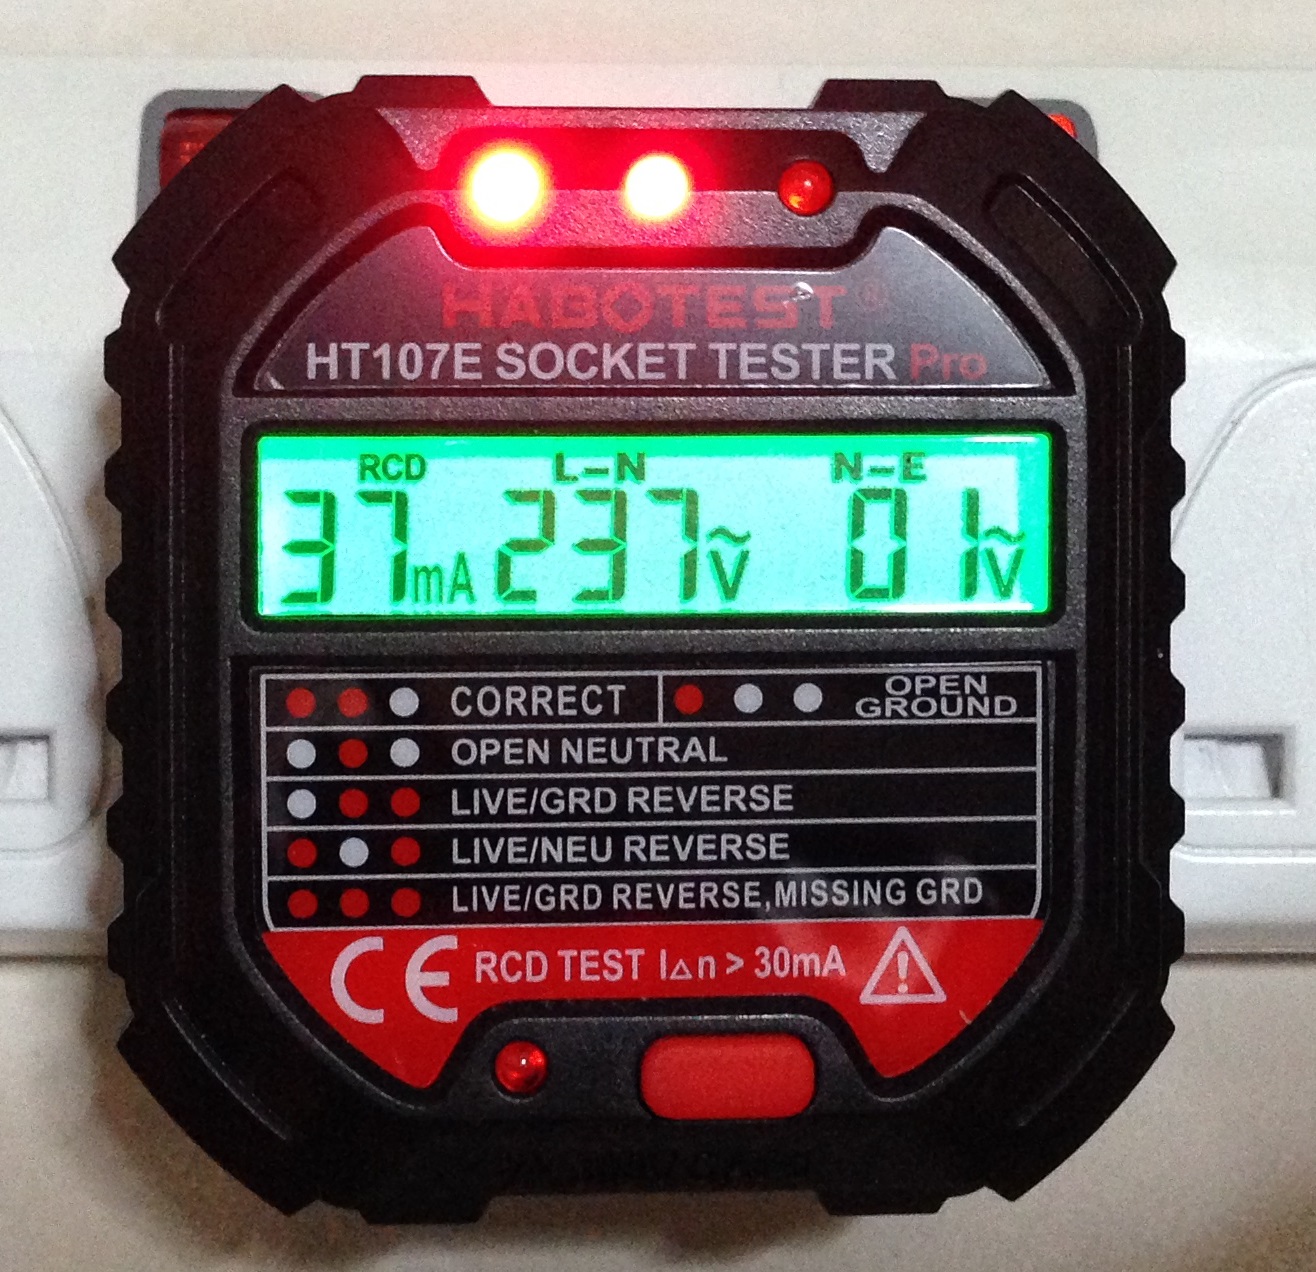 HABOTEST®
HT107E SOCKET TESTER Pro
RCD L-N N-E
37mA 237V~ 01V~
CORRECT
OPEN GROUND
OPEN NEUTRAL
LIVE/GRD REVERSE
LIVE/NEU REVERSE
LIVE/GRD REVERSE,MISSING GRD
CE RCD TEST I△n > 30mA